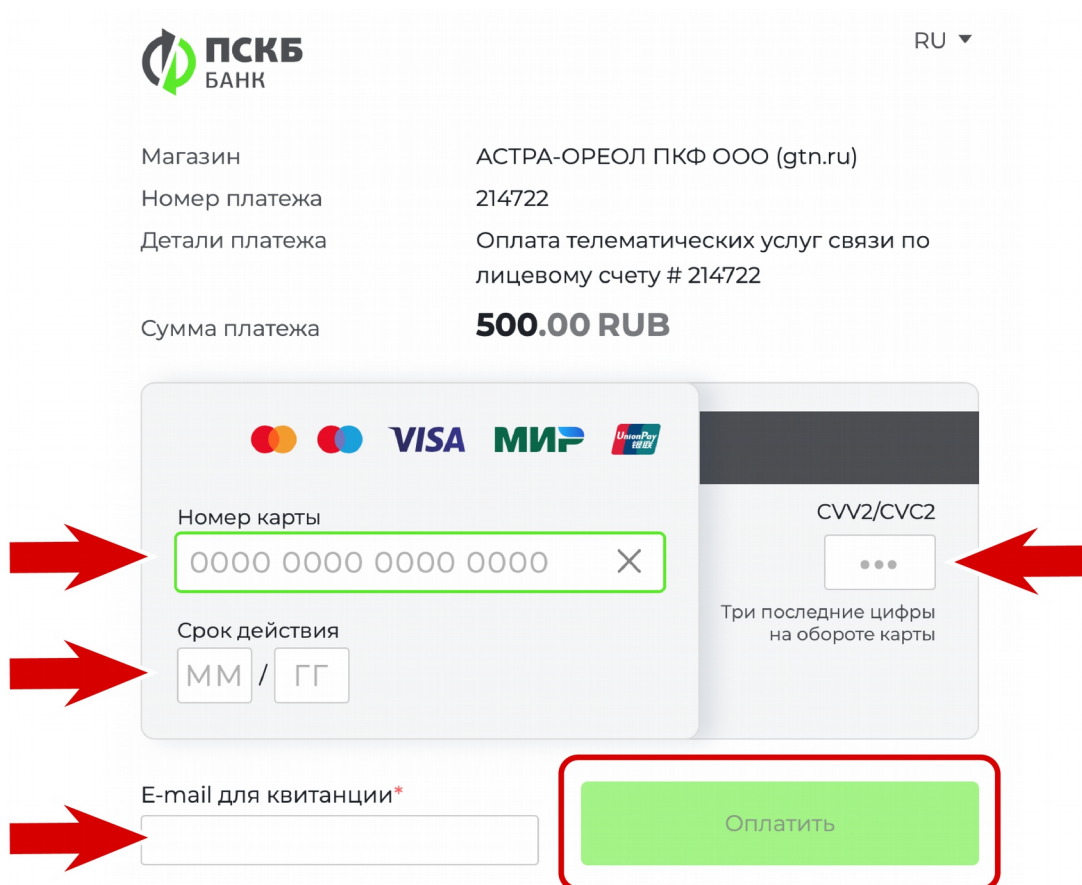 ПСКБ
БАНК
RU
Магазин
АСТРА-ОРЕОЛ ПКФ ООО (gtn.ru)
Номер платежа
214722
Детали платежа
Оплата телематических услуг связи по
лицевому счету # 214722
Сумма платежа
500.00 RUB
VISA
МИР
UnionPay
银联
CVV2/CVC2
Номер карты
0000 0000 0000 0000
•••
Три последние цифры
на обороте карты
Срок действия
ММ / ГГ
E-mail для квитанции*
Оплатить